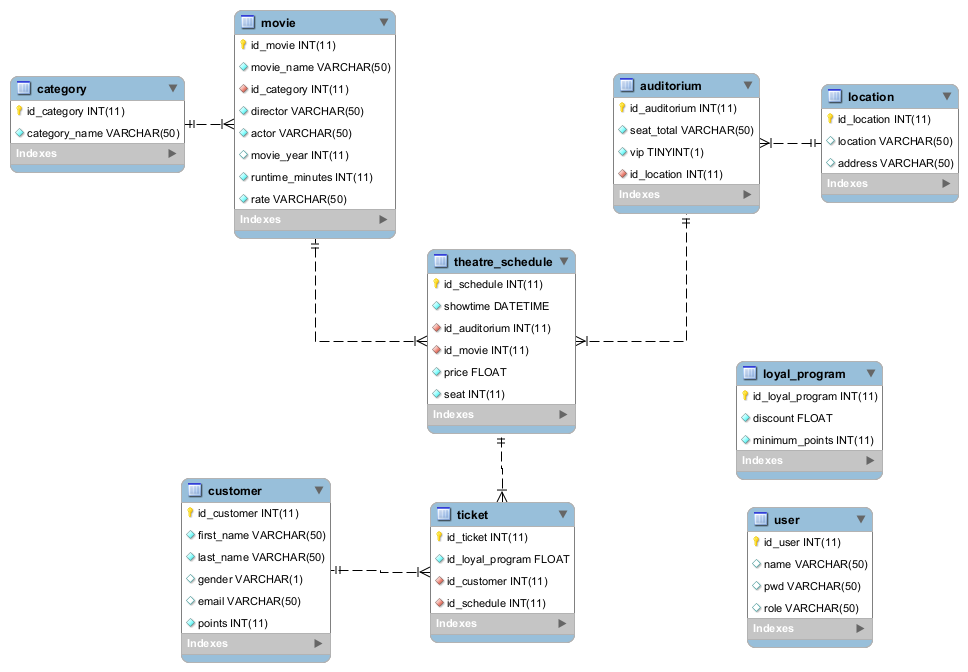 category
id_category INT(11)
category_name VARCHAR(50)
Indexes
movie
id_movie INT(11)
movie_name VARCHAR(50)
id_category INT(11)
director VARCHAR(50)
actor VARCHAR(50)
movie_year INT(11)
runtime_minutes INT(11)
rate VARCHAR(50)
Indexes
auditorium
id_auditorium INT(11)
seat_total VARCHAR(50)
vip TINYINT(1)
id_location INT(11)
Indexes
location
id_location INT(11)
location VARCHAR(50)
address VARCHAR(50)
Indexes
theatre_schedule
id_schedule INT(11)
showtime DATETIME
id_auditorium INT(11)
id_movie INT(11)
price FLOAT
seat INT(11)
Indexes
loyal_program
id_loyal_program INT(11)
discount FLOAT
minimum_points INT(11)
Indexes
customer
id_customer INT(11)
first_name VARCHAR(50)
last_name VARCHAR(50)
gender VARCHAR(1)
email VARCHAR(50)
points INT(11)
Indexes
ticket
id_ticket INT(11)
id_loyal_program FLOAT
id_customer INT(11)
id_schedule INT(11)
Indexes
user
id_user INT(11)
name VARCHAR(50)
pwd VARCHAR(50)
role VARCHAR(50)
Indexes